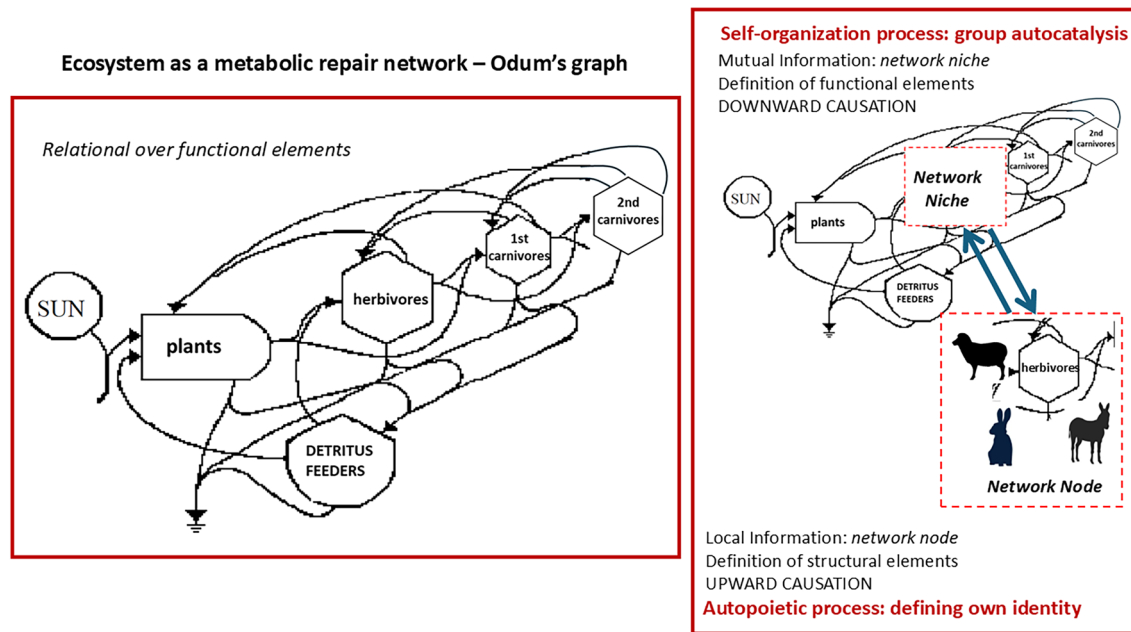 Ecosystem as a metabolic repair network – Odum's graph
Relational over functional elements
SUN
plants
herbivores
1st
carnivores
2nd
carnivores
DETRITUS
FEEDERS
Self-organization process: group autocatalysis
Mutual Information: network niche
Definition of functional elements
DOWNWARD CAUSATION
SUN
plants
Network
Niche
1st
carnivores
2nd
carnivores
DETRITUS
FEEDERS
herbivores
Network Node
Local Information: network node
Definition of structural elements
UPWARD CAUSATION
Autopoietic process: defining own identity